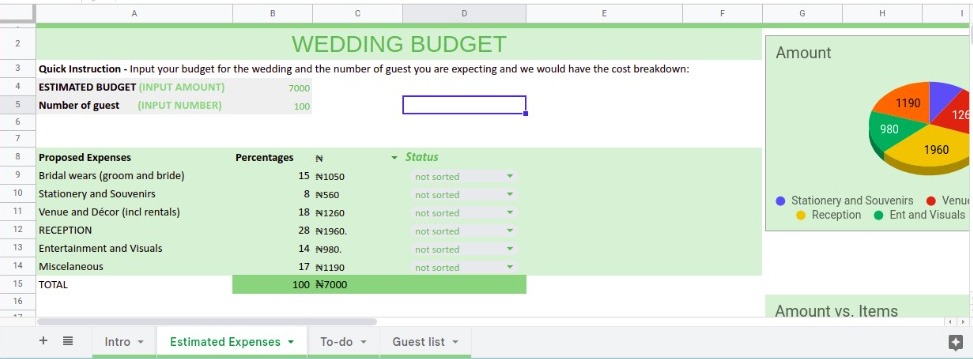 A B C D E F G H I
2 WEDDING BUDGET
3 Quick Instruction - Input your budget for the wedding and the number of guest you are expecting and we would have the cost breakdown:
4 ESTIMATED BUDGET (INPUT AMOUNT) 7000
5 Number of guest (INPUT NUMBER) 100
6
7
8 Proposed Expenses Percentages ₦ Status
9 Bridal wears (groom and bride) 15 ₦1050 not sorted
10 Stationery and Souvenirs 8 ₦560 not sorted
11 Venue and Décor (incl rentals) 18 ₦1260 not sorted
12 RECEPTION 28 ₦1960. not sorted
13 Entertainment and Visuals 14 ₦980. not sorted
14 Miscelaneous 17 ₦1190 not sorted
15 TOTAL 100 ₦7000
16
17
Amount
1190 126
980
1960
Stationery and Souvenirs Venu
Reception Ent and Visuals
Amount vs. Items
+ Intro Estimated Expenses To-do Guest list